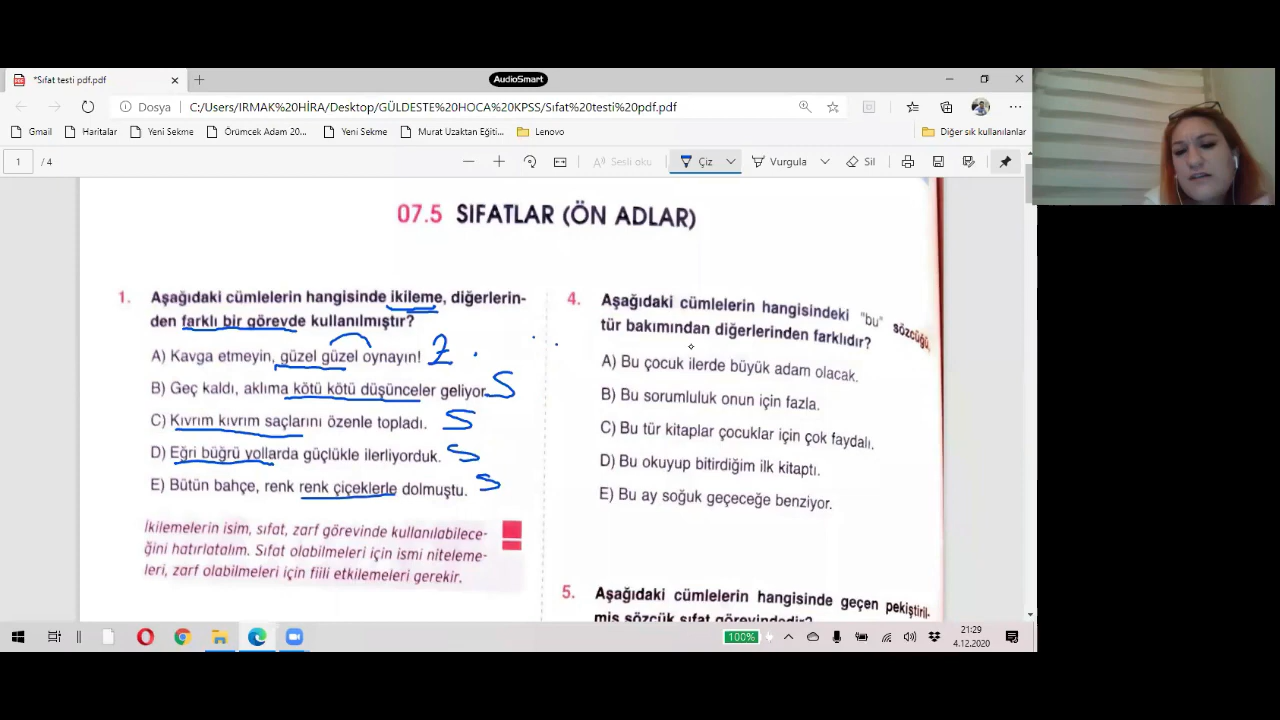 AudioSmart
*Sıfat testi pdf.pdf
Dosya
C:/Users/IRMAK%20HİRA/Desktop/GÜLDESTE%20HOCA%20KPSS/Sıfat%20testi%20pdf.pdf
Gmail
Haritalar
Yeni Sekme
Örümcek Adam 20...
Yeni Sekme
Murat Uzaktan Eğiti...
Lenovo
Diğer sık kullanılanlar
1 / 4
Sesli oku
Çiz
Vurgula
Sil
07.5 SIFATLAR (ÖN ADLAR)
1. Aşağıdaki cümlelerin hangisinde ikileme, diğerlerin-
den farklı bir görevde kullanılmıştır?
A) Kavga etmeyin, güzel güzel oynayın! Z
B) Geç kaldı, aklıma kötü kötü düşünceler geliyor. S
C) Kıvrım kıvrım saçlarını özenle topladı. S
D) Eğri büğrü yollarda güçlükle ilerliyorduk. S
E) Bütün bahçe, renk renk çiçeklerle dolmuştu. S
İkilemelerin isim, sıfat, zarf görevinde kullanılabilece-
ğini hatırlatalım. Sıfat olabilmeleri için ismi niteleme-
leri, zarf olabilmeleri için fiili etkilemeleri gerekir.
4. Aşağıdaki cümlelerin hangisindeki "bu" sözcüğü,
tür bakımından diğerlerinden farklıdır?
A) Bu çocuk ilerde büyük adam olacak.
B) Bu sorumluluk onun için fazla.
C) Bu tür kitaplar çocuklar için çok faydalı.
D) Bu okuyup bitirdiğim ilk kitaptı.
E) Bu ay soğuk geçeceğe benziyor.
5. Aşağıdaki cümlelerin hangisinde geçen pekiştiril-
miş sözcük sıfat görevindedir?
100%
21:29
4.12.2020